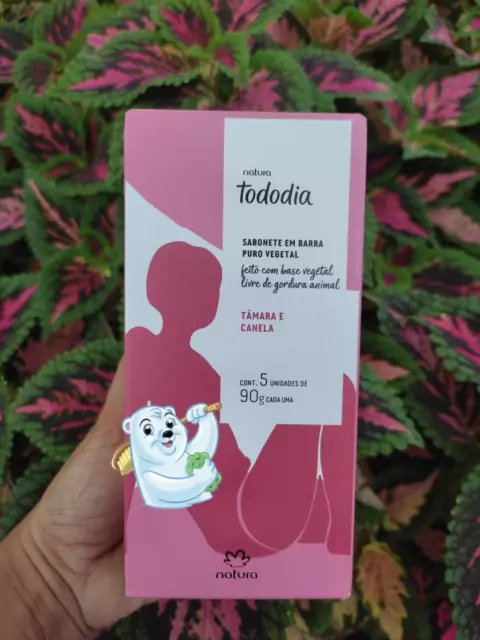 natura
tododia
SABONETE EM BARRA
PURO VEGETAL
feito com base vegetal
livre de gordura animal
TÂMARA E
CANELA
CONT. 5 UNIDADES DE
90g CADA UMA
natura